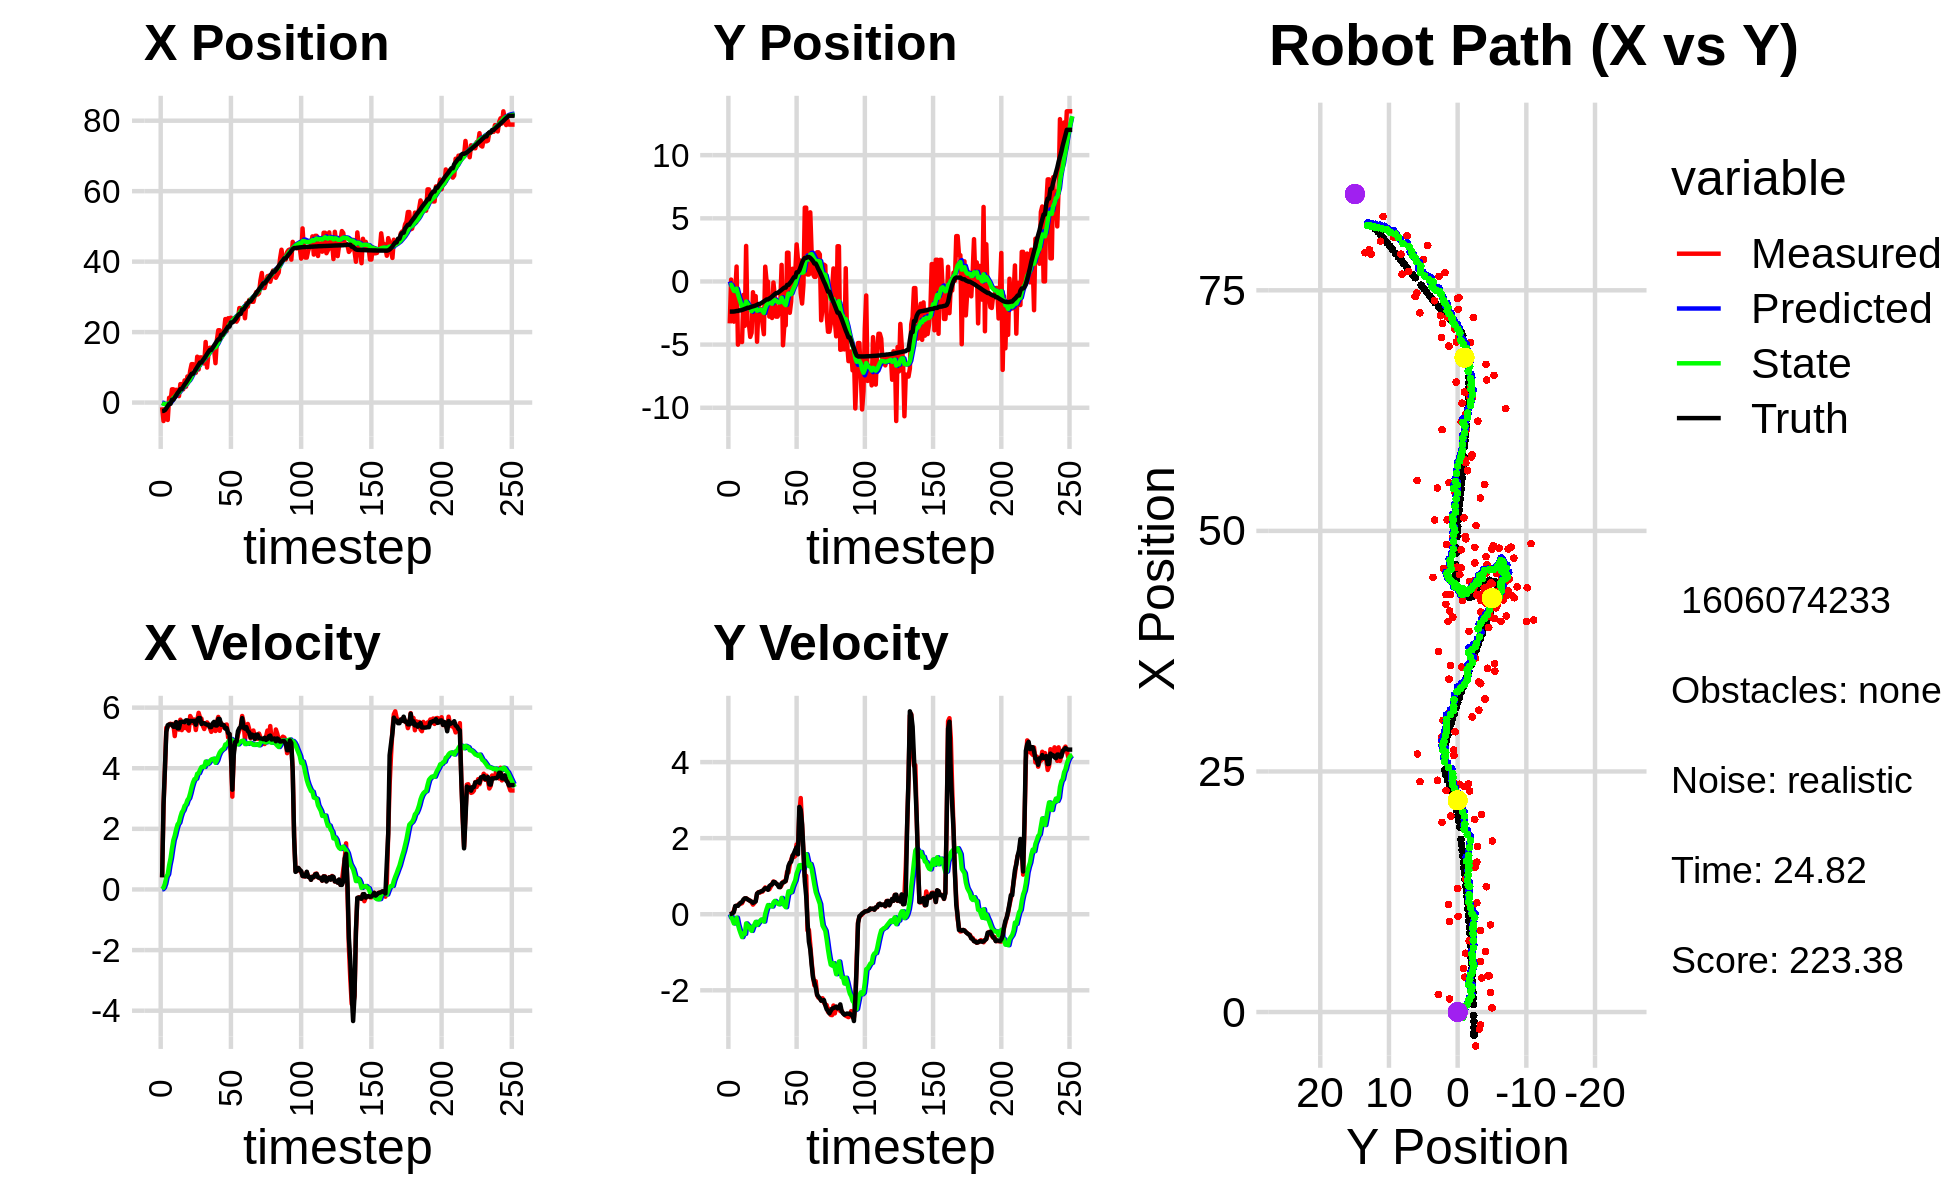 X Position
80
60
40
20
0
0
50
100
150
200
250
timestep
Y Position
10
5
0
-5
-10
0
50
100
150
200
250
timestep
X Velocity
6
4
2
0
-2
-4
0
50
100
150
200
250
timestep
Y Velocity
4
2
0
-2
0
50
100
150
200
250
timestep
Robot Path (X vs Y)
X Position
75
50
25
0
20 10 0 -10 -20
Y Position
variable
Measured
Predicted
State
Truth
1606074233
Obstacles: none
Noise: realistic
Time: 24.82
Score: 223.38